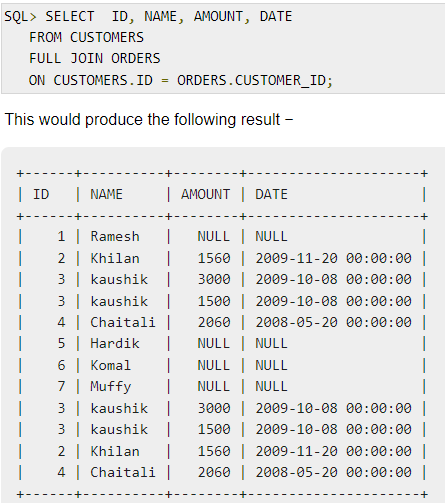 SQL> SELECT  ID, NAME, AMOUNT, DATE
   FROM CUSTOMERS
   FULL JOIN ORDERS
   ON CUSTOMERS.ID = ORDERS.CUSTOMER_ID;
This would produce the following result −
+------+----------+--------+---------------------+
| ID   | NAME     | AMOUNT | DATE                |
+------+----------+--------+---------------------+
|    1 | Ramesh   |   NULL | NULL                |
|    2 | Khilan   |   1560 | 2009-11-20 00:00:00 |
|    3 | kaushik  |   3000 | 2009-10-08 00:00:00 |
|    3 | kaushik  |   1500 | 2009-10-08 00:00:00 |
|    4 | Chaitali |   2060 | 2008-05-20 00:00:00 |
|    5 | Hardik   |   NULL | NULL                |
|    6 | Komal    |   NULL | NULL                |
|    7 | Muffy    |   NULL | NULL                |
|    3 | kaushik  |   3000 | 2009-10-08 00:00:00 |
|    3 | kaushik  |   1500 | 2009-10-08 00:00:00 |
|    2 | Khilan   |   1560 | 2009-11-20 00:00:00 |
|    4 | Chaitali |   2060 | 2008-05-20 00:00:00 |
+------+----------+--------+---------------------+